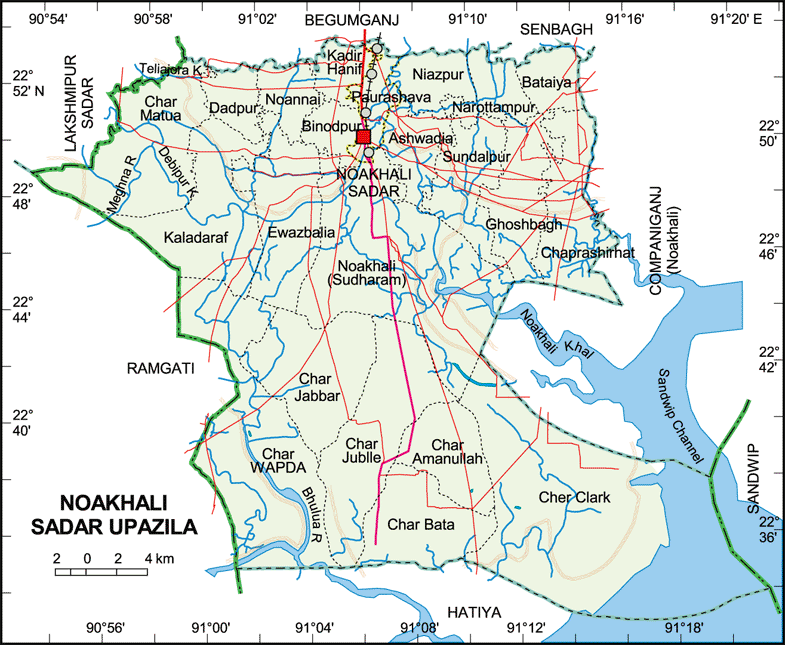 90°54' 90°58' 91°02' BEGUMGANJ 91°10' 91°16' 91°20' E
SENBAGH
22°
52' N
LAKSHMIPUR
SADAR
Teliajora K
Kadir
Hanif
Niazpur
Bataiya
Char
Matua
Dadpur
Noannai
Paurashava
Narottampur
Binodpur
Ashwadia
22°
50'
Sundalpur
Meghna R
Debipur K
NOAKHALI
SADAR
22°
48'
Kaladaraf
Ewazbalia
Ghoshbagh
Chaprashirhat
COMPANIGANJ
(Noakhali)
22°
46'
Noakhali
(Sudharam)
22°
44'
Noakhali Khal
22°
42'
RAMGATI
Char
Jabbar
Sandwip Channel
22°
40'
Char
WAPDA
Char
Jublle
Char
Amanullah
SANDWIP
Bhulua R
Cher Clark
Char Bata
22°
36'
NOAKHALI
SADAR UPAZILA
2 0 2 4 km
HATIYA
90°56' 91°00' 91°04' 91°08' 91°12' 91°18'